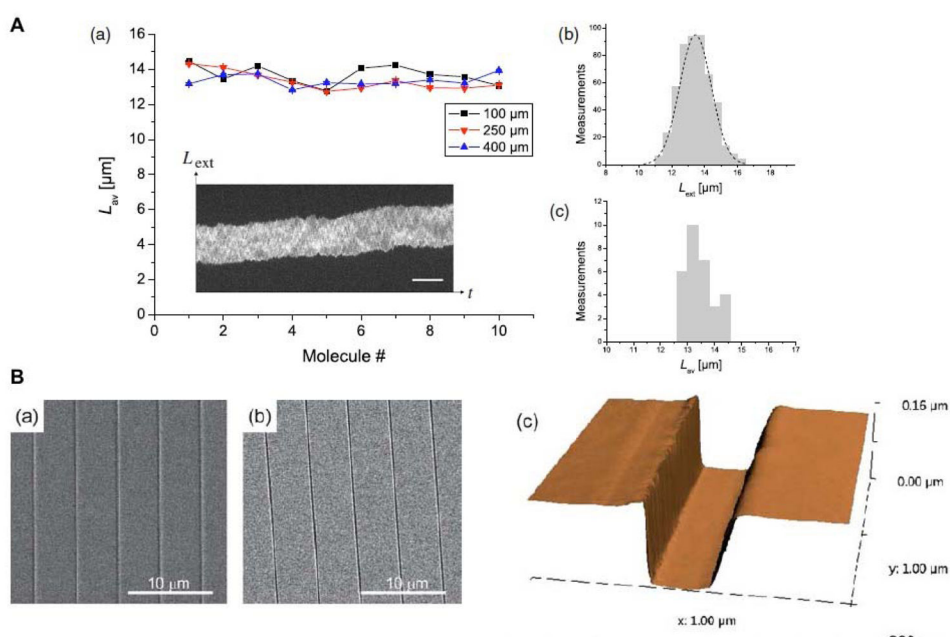 A
(a)
16
14
12
10
8
6
4
2
0
L_av [µm]
100 µm
250 µm
400 µm
L_ext
t
0 2 4 6 8 10
Molecule #
(b)
100
80
60
40
20
0
Measurements
8 10 12 14 16 18
L_ext [µm]
(c)
12
10
8
6
4
2
0
Measurements
10 11 12 13 14 15 16 17
L_av [µm]
B
(a)
10 µm
(b)
10 µm
(c)
0.16 µm
0.00 µm
y: 1.00 µm
x: 1.00 µm